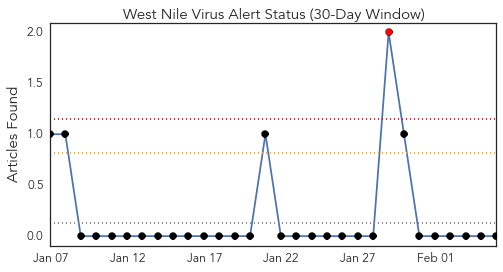 West Nile Virus Alert Status (30-Day Window)
Articles Found
2.0
1.5
1.0
0.5
0.0
Jan 07 Jan 12 Jan 17 Jan 22 Jan 27 Feb 01